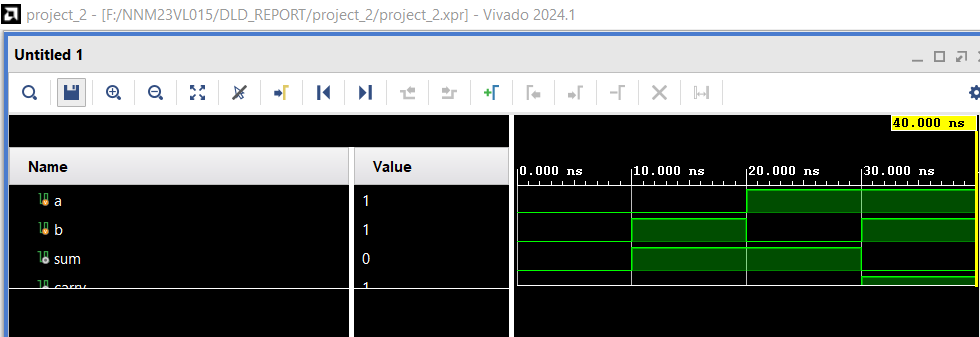 project_2 - [F:/NNM23VL015/DLD_REPORT/project_2/project_2.xpr] - Vivado 2024.1
Untitled 1
40.000 ns
Name Value
0.000 ns 10.000 ns 20.000 ns 30.000 ns
a 1
b 1
sum 0
carry 1